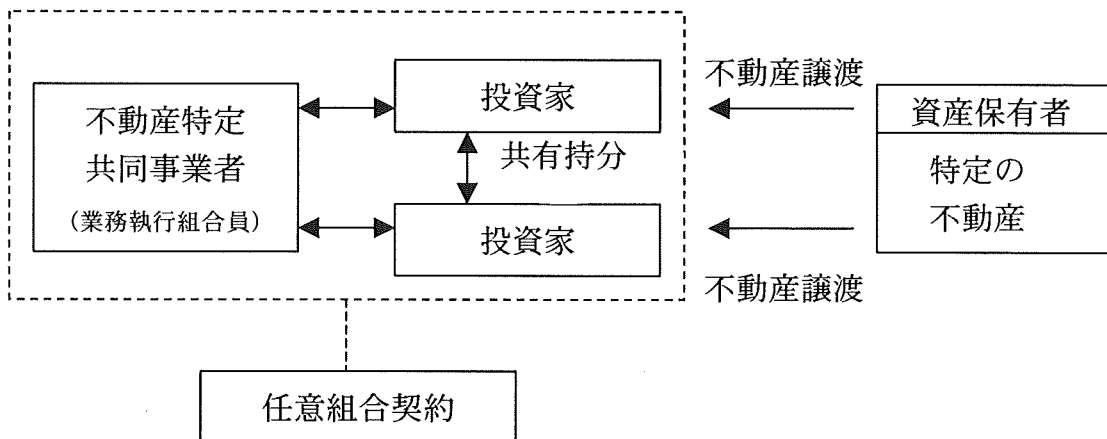 不動産特定
共同事業者
(業務執行組合員)
投資家
共有持分
投資家
不動産譲渡
不動産譲渡
資産保有者
特定の
不動産
任意組合契約